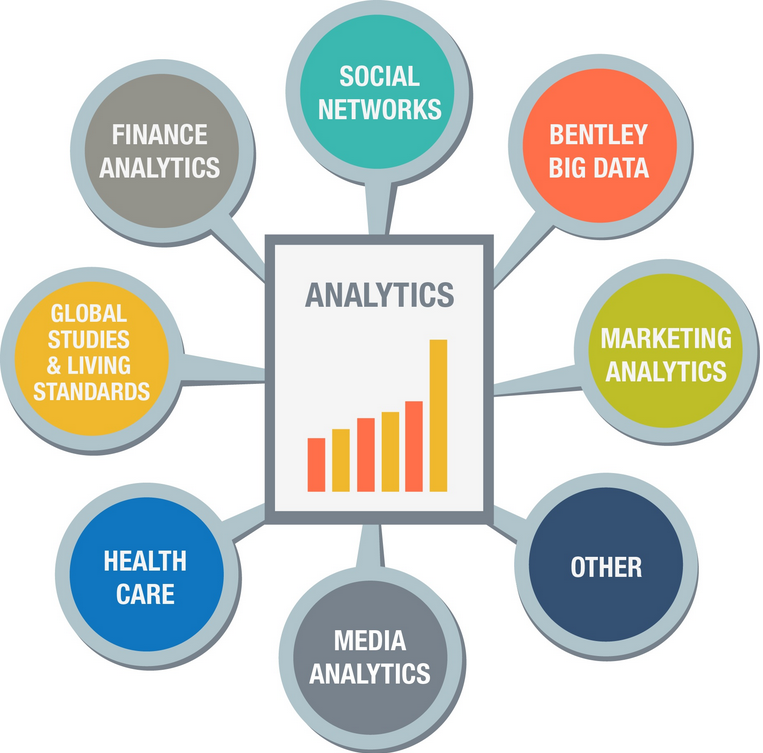 SOCIAL
NETWORKS
FINANCE
ANALYTICS
BENTLEY
BIG DATA
ANALYTICS
GLOBAL
STUDIES
& LIVING
STANDARDS
MARKETING
ANALYTICS
HEALTH
CARE
OTHER
MEDIA
ANALYTICS